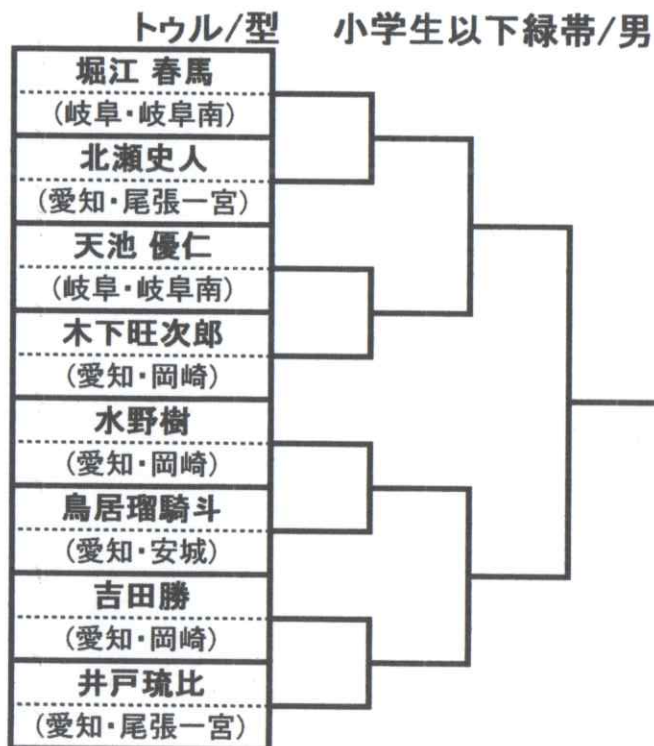 トゥル/型 小学生以下緑帯/男
堀江 春馬
(岐阜・岐阜南)
北瀬史人
(愛知・尾張一宮)
天池 優仁
(岐阜・岐阜南)
木下旺次郎
(愛知・岡崎)
水野樹
(愛知・岡崎)
鳥居瑠騎斗
(愛知・安城)
吉田勝
(愛知・岡崎)
井戸琉比
(愛知・尾張一宮)